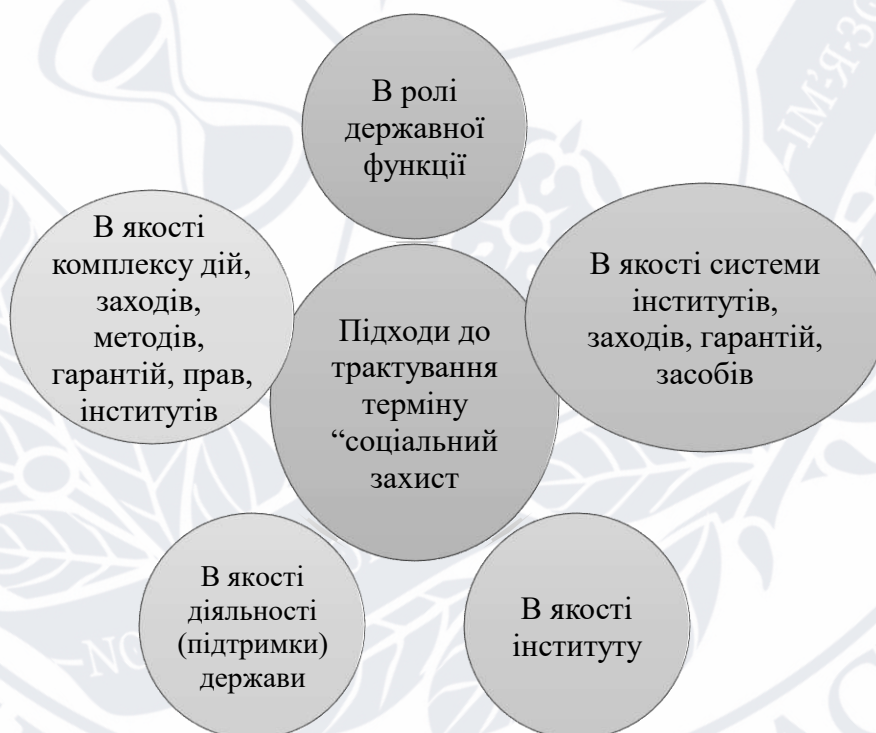 В ролі
державної
функції
В якості
комплексу дій,
заходів,
методів,
гарантій, прав,
інститутів
Підходи до
трактування
терміну
“соціальний
захист
В якості системи
інститутів,
заходів, гарантій,
засобів
В якості
діяльності
(підтримки)
держави
В якості
інституту